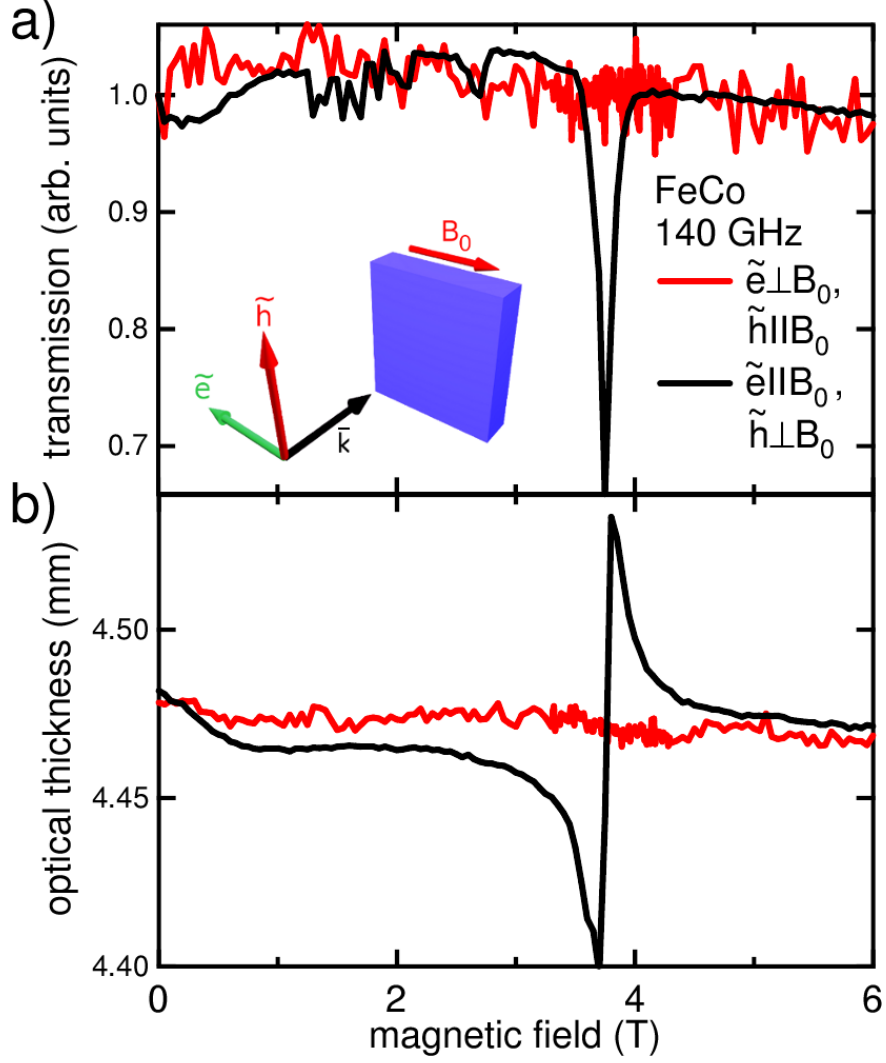 a)
transmission (arb. units)
1.0
0.9
0.8
0.7
B₀
h̃
ẽ
k̄
FeCo
140 GHz
ẽ⊥B₀,
h̃IIB₀
ẽIIB₀,
h̃⊥B₀
b)
optical thickness (mm)
4.50
4.45
4.40
0 2 4 6
magnetic field (T)